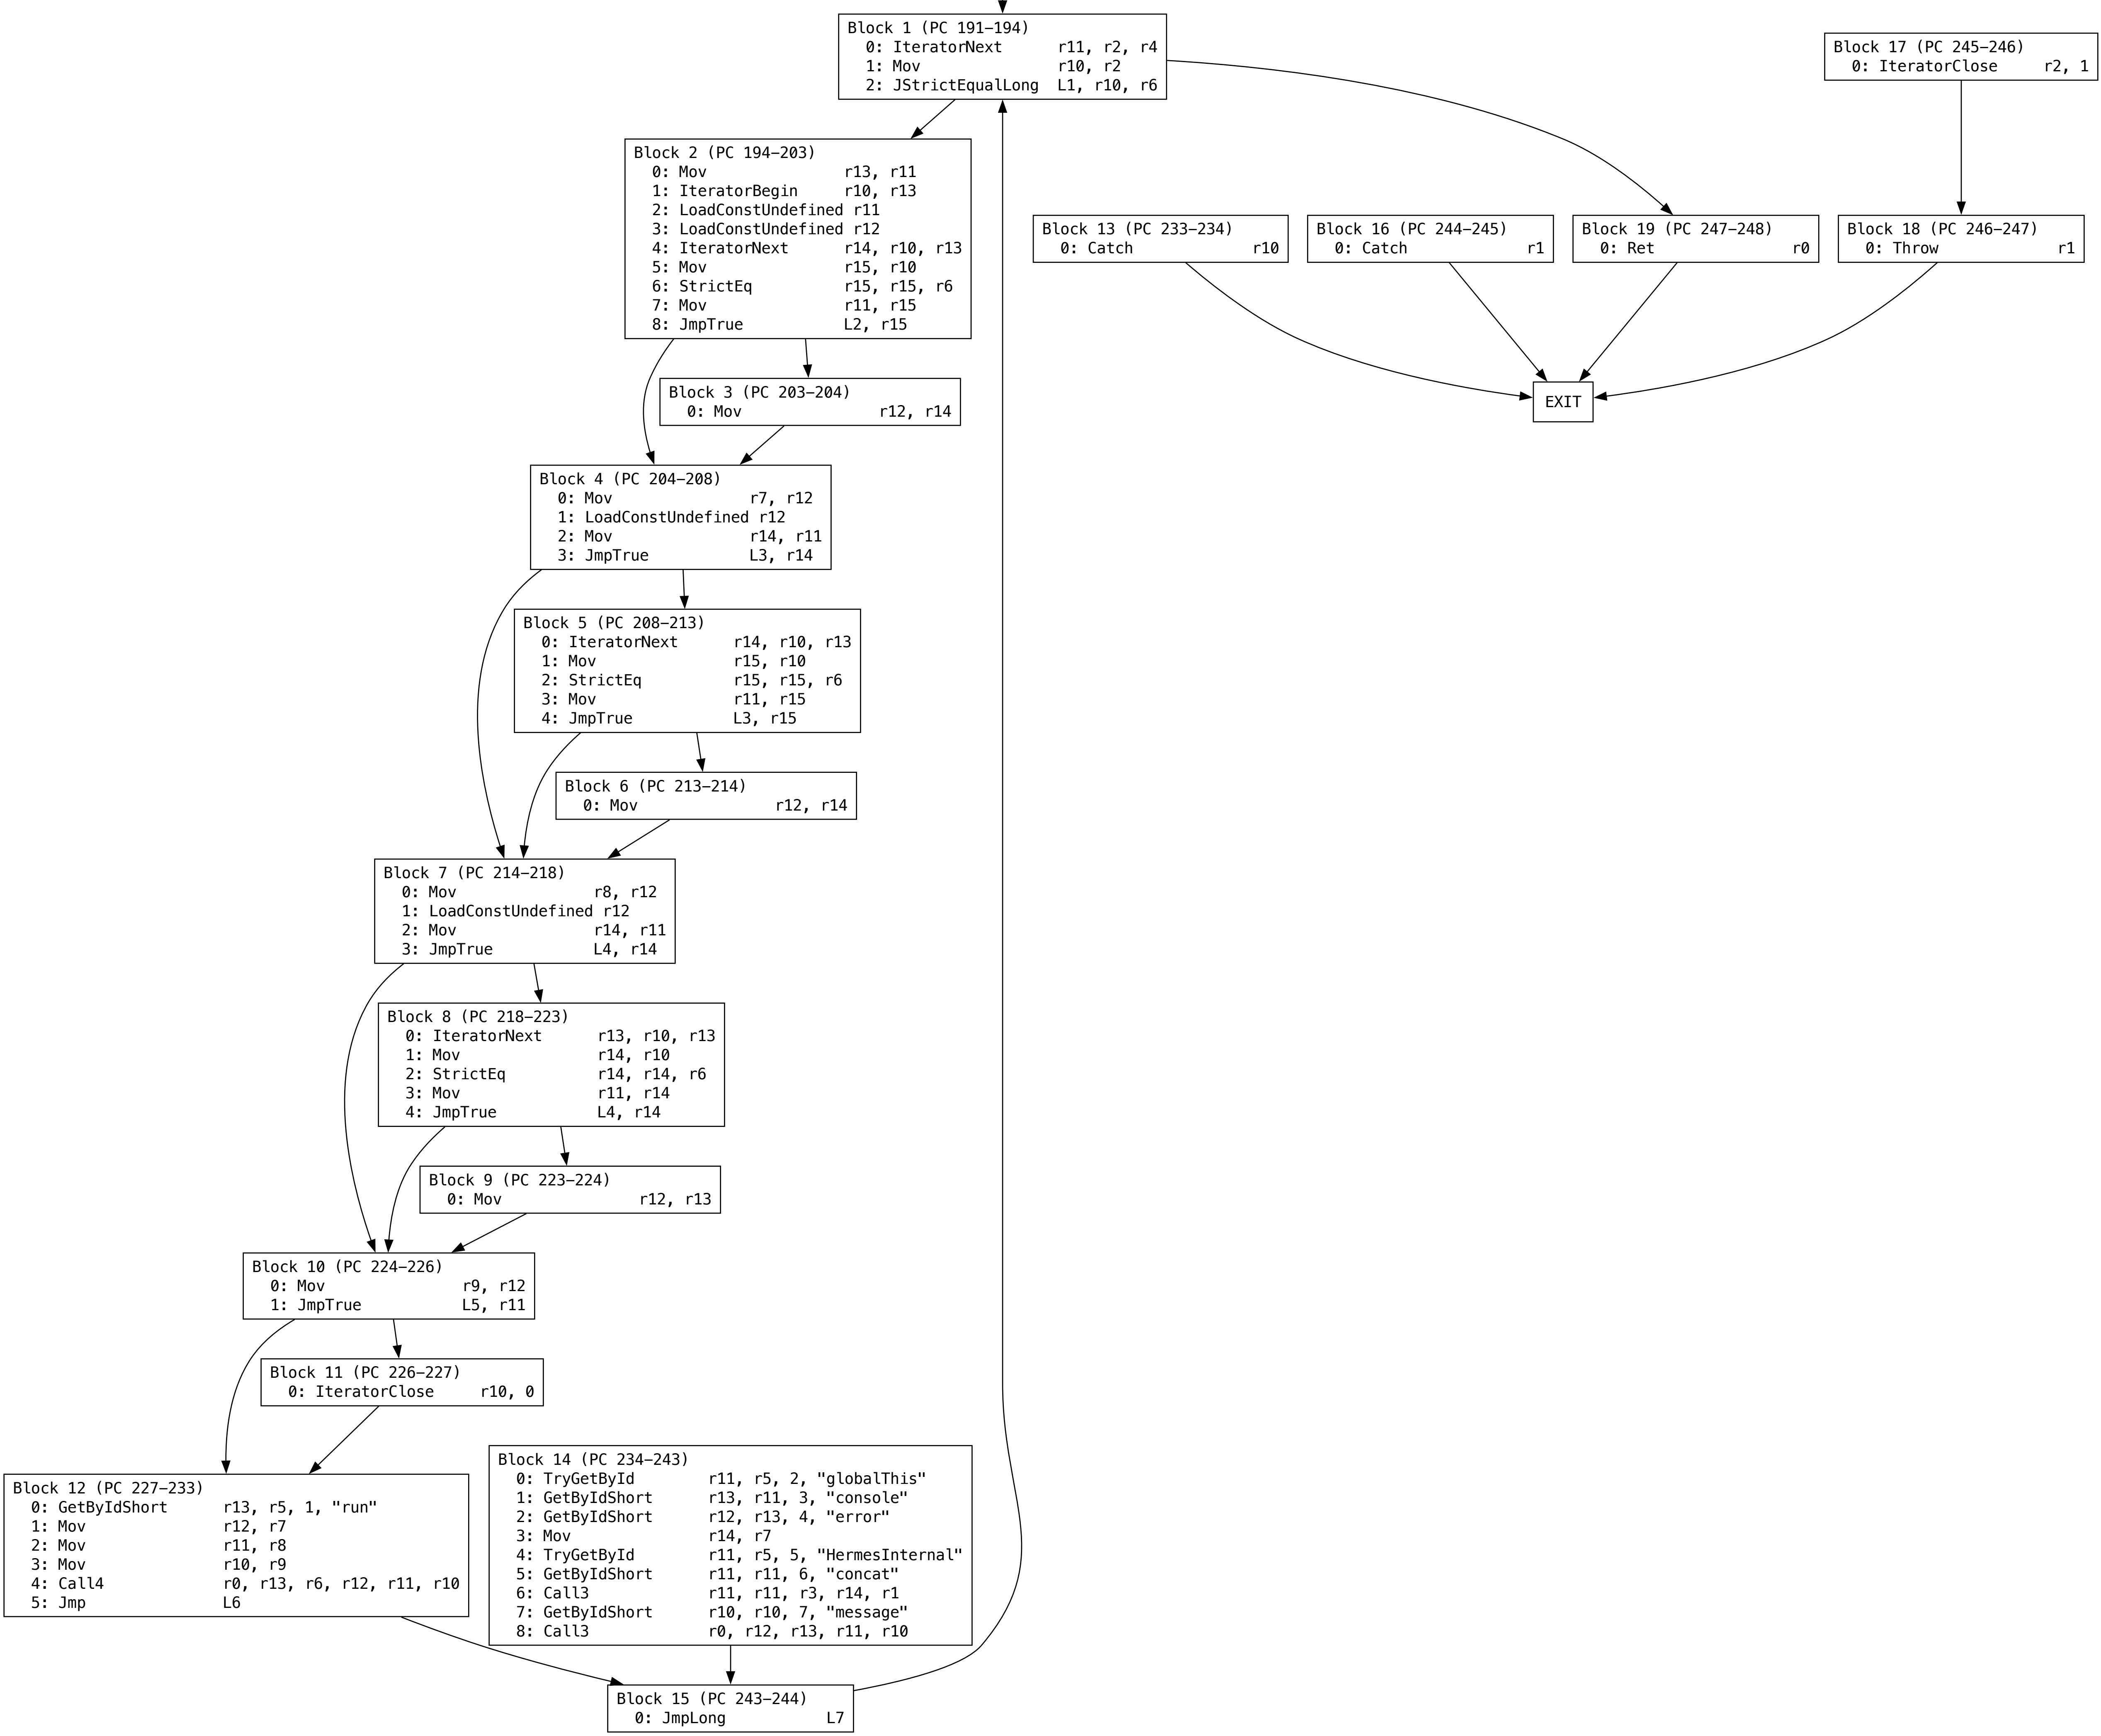 Block 1 (PC 191–194)
0: IteratorNext r11, r2, r4
1: Mov r10, r2
2: JStrictEqualLong L1, r10, r6
Block 17 (PC 245–246)
0: IteratorClose r2, 1
Block 2 (PC 194–203)
0: Mov r13, r11
1: IteratorBegin r10, r13
2: LoadConstUndefined r11
3: LoadConstUndefined r12
4: IteratorNext r14, r10, r13
5: Mov r15, r10
6: StrictEq r15, r15, r6
7: Mov r11, r15
8: JmpTrue L2, r15
Block 13 (PC 233–234)
0: Catch r10
Block 16 (PC 244–245)
0: Catch r1
Block 19 (PC 247–248)
0: Ret r0
Block 18 (PC 246–247)
0: Throw r1
Block 3 (PC 203–204)
0: Mov r12, r14
EXIT
Block 4 (PC 204–208)
0: Mov r7, r12
1: LoadConstUndefined r12
2: Mov r14, r11
3: JmpTrue L3, r14
Block 5 (PC 208–213)
0: IteratorNext r14, r10, r13
1: Mov r15, r10
2: StrictEq r15, r15, r6
3: Mov r11, r15
4: JmpTrue L3, r15
Block 6 (PC 213–214)
0: Mov r12, r14
Block 7 (PC 214–218)
0: Mov r8, r12
1: LoadConstUndefined r12
2: Mov r14, r11
3: JmpTrue L4, r14
Block 8 (PC 218–223)
0: IteratorNext r13, r10, r13
1: Mov r14, r10
2: StrictEq r14, r14, r6
3: Mov r11, r14
4: JmpTrue L4, r14
Block 9 (PC 223–224)
0: Mov r12, r13
Block 10 (PC 224–226)
0: Mov r9, r12
1: JmpTrue L5, r11
Block 11 (PC 226–227)
0: IteratorClose r10, 0
Block 12 (PC 227–233)
0: GetByIdShort r13, r5, 1, "run"
1: Mov r12, r7
2: Mov r11, r8
3: Mov r10, r9
4: Call4 r0, r13, r6, r12, r11, r10
5: Jmp L6
Block 14 (PC 234–243)
0: TryGetById r11, r5, 2, "globalThis"
1: GetByIdShort r13, r11, 3, "console"
2: GetByIdShort r12, r13, 4, "error"
3: Mov r14, r7
4: TryGetById r11, r5, 5, "HermesInternal"
5: GetByIdShort r11, r11, 6, "concat"
6: Call3 r11, r11, r3, r14, r1
7: GetByIdShort r10, r10, 7, "message"
8: Call3 r0, r12, r13, r11, r10
Block 15 (PC 243–244)
0: JmpLong L7